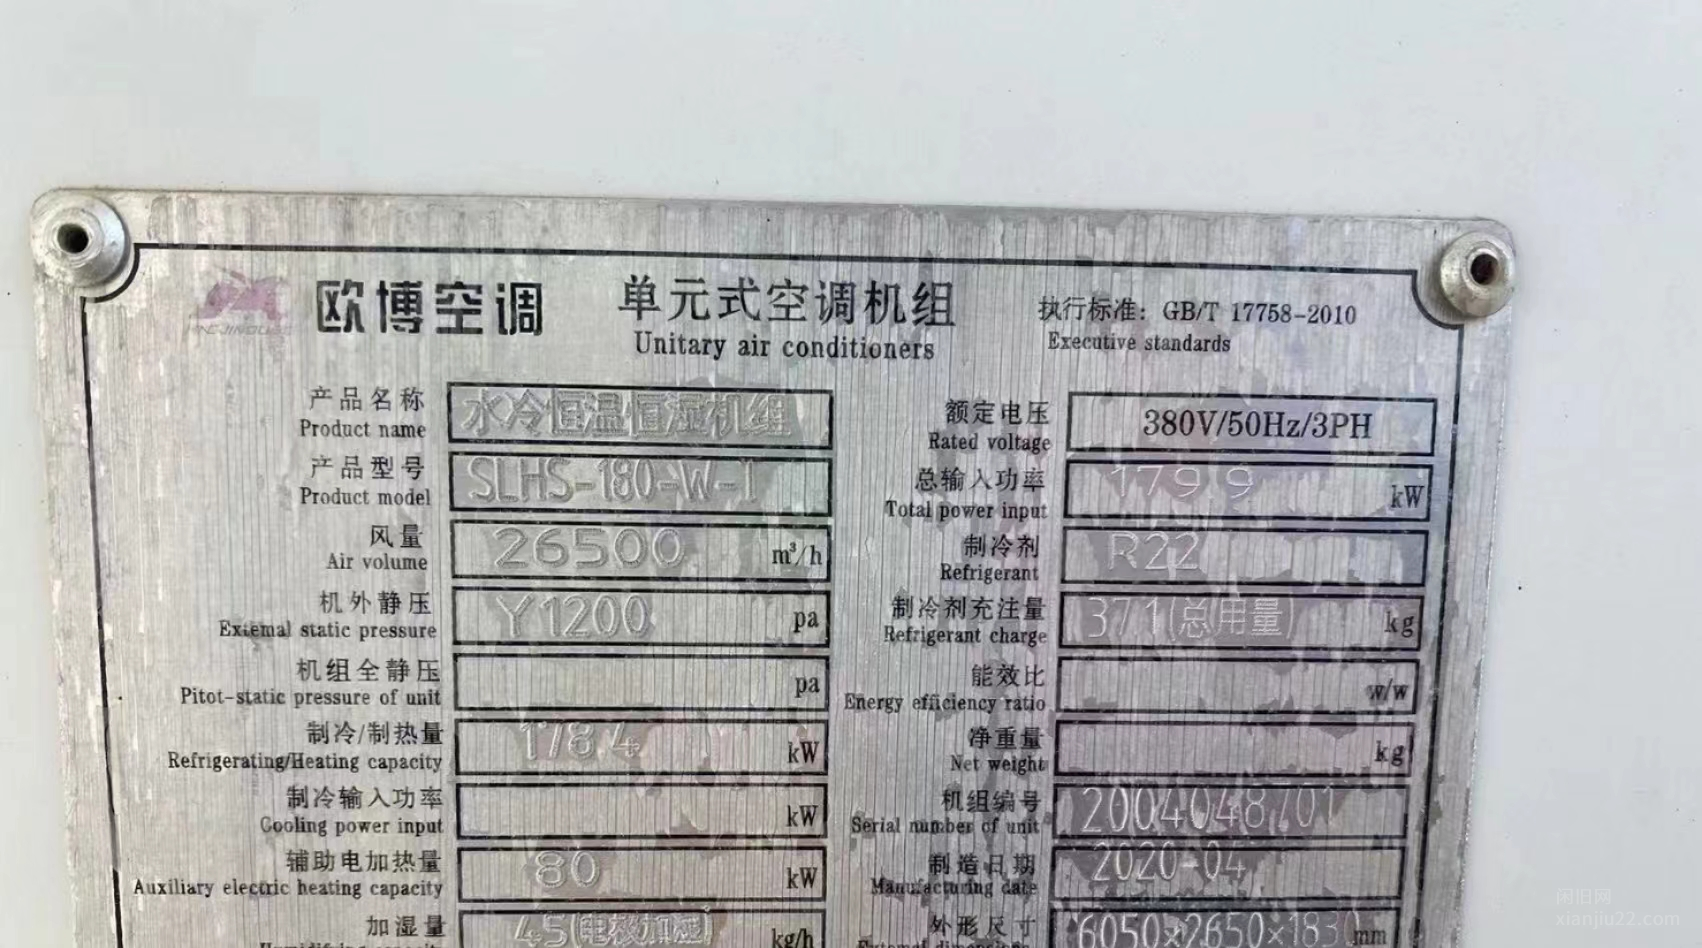 欧博空调
单元式空调机组
Unitary air conditioners
执行标准：GB/T 17758-2010
Executive standards
产品名称 水冷恒温恒湿机组
Product name
额定电压 380V/50Hz/3PH
Rated voltage
产品型号 SLHS-180-W-1
Product model
总输入功率 179.9 kW
Total power input
风量 26500 m³/h
Air volume
制冷剂 R22
Refrigerant
机外静压 Y1200 pa
External static pressure
制冷剂充注量 37.1(总用量) kg
Refrigerant charge
机组全静压 pa
Pitot-static pressure of unit
能效比 w/w
Energy efficiency ratio
制冷/制热量 178.4 kW
Refrigerating/Heating capacity
净重量 kg
Net weight
制冷输入功率 kW
Cooling power input
机组编号 2004048/01
Serial number of unit
辅助电加热量 80 kW
Auxiliary electric heating capacity
制造日期 2020-04
Manufacturing date
加湿量 45(电极加湿) kg/h
外形尺寸 6050×2650×1830 mm
闲旧网
xianjiu22.com